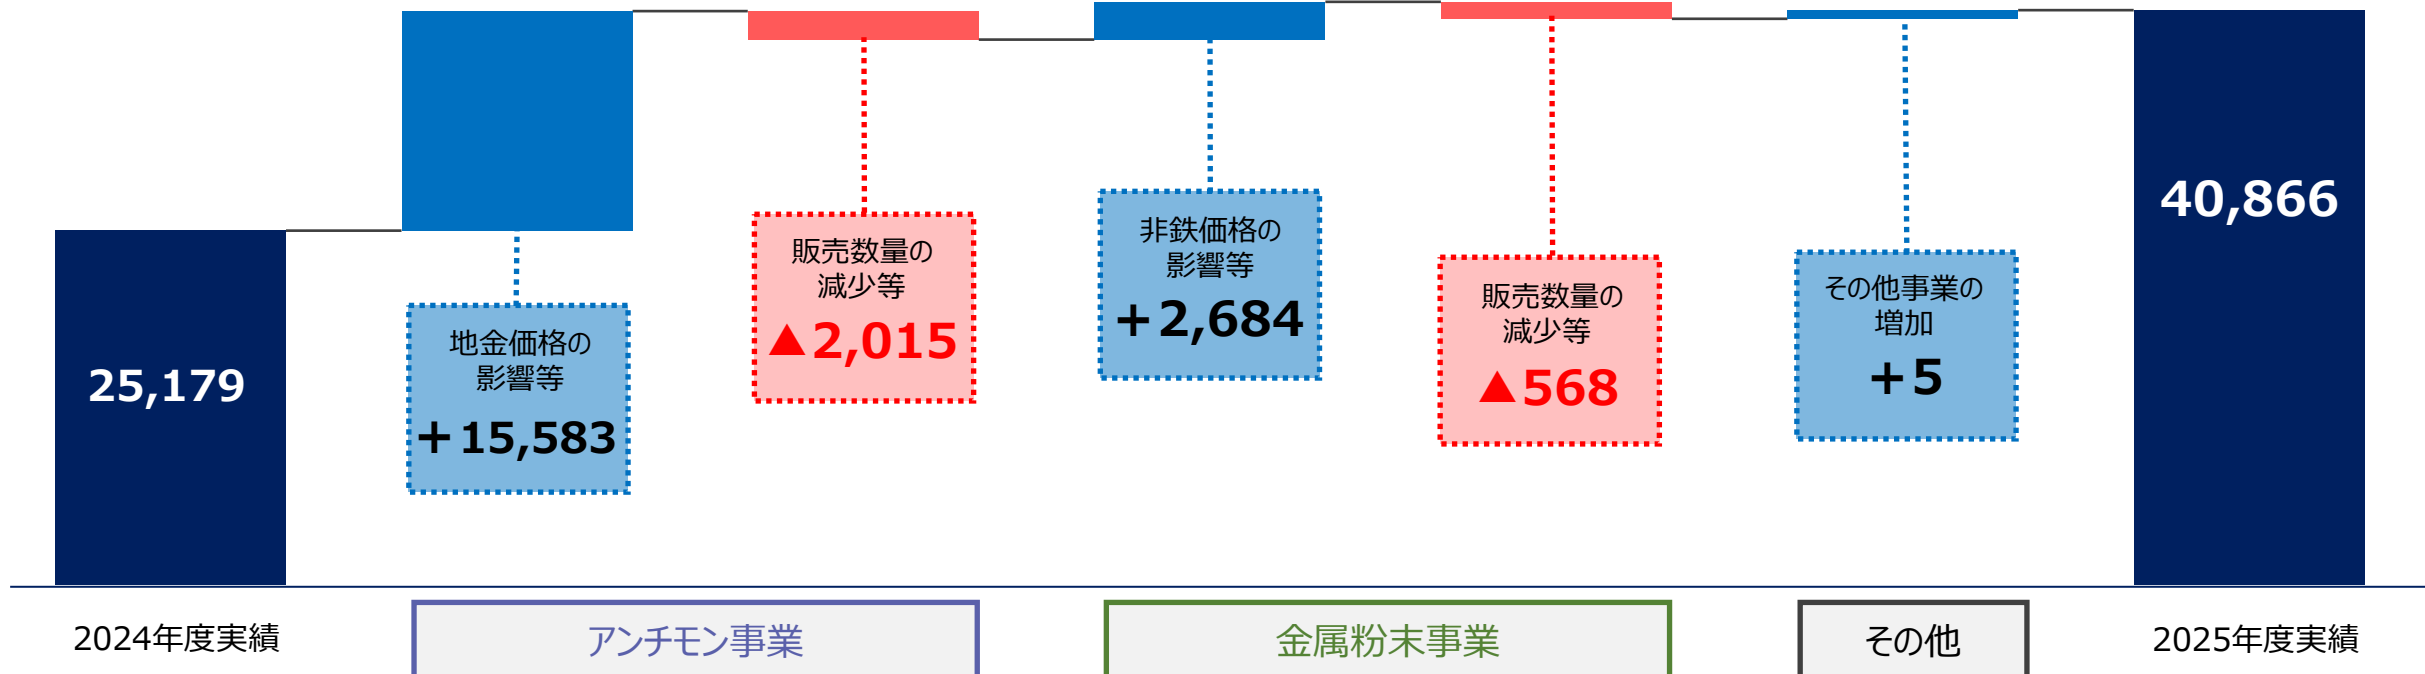 25,179
地金価格の
影響等
+15,583
販売数量の
減少等
▲2,015
非鉄価格の
影響等
+2,684
販売数量の
減少等
▲568
その他事業の
増加
+5
40,866
2024年度実績
アンチモン事業
金属粉末事業
その他
2025年度実績